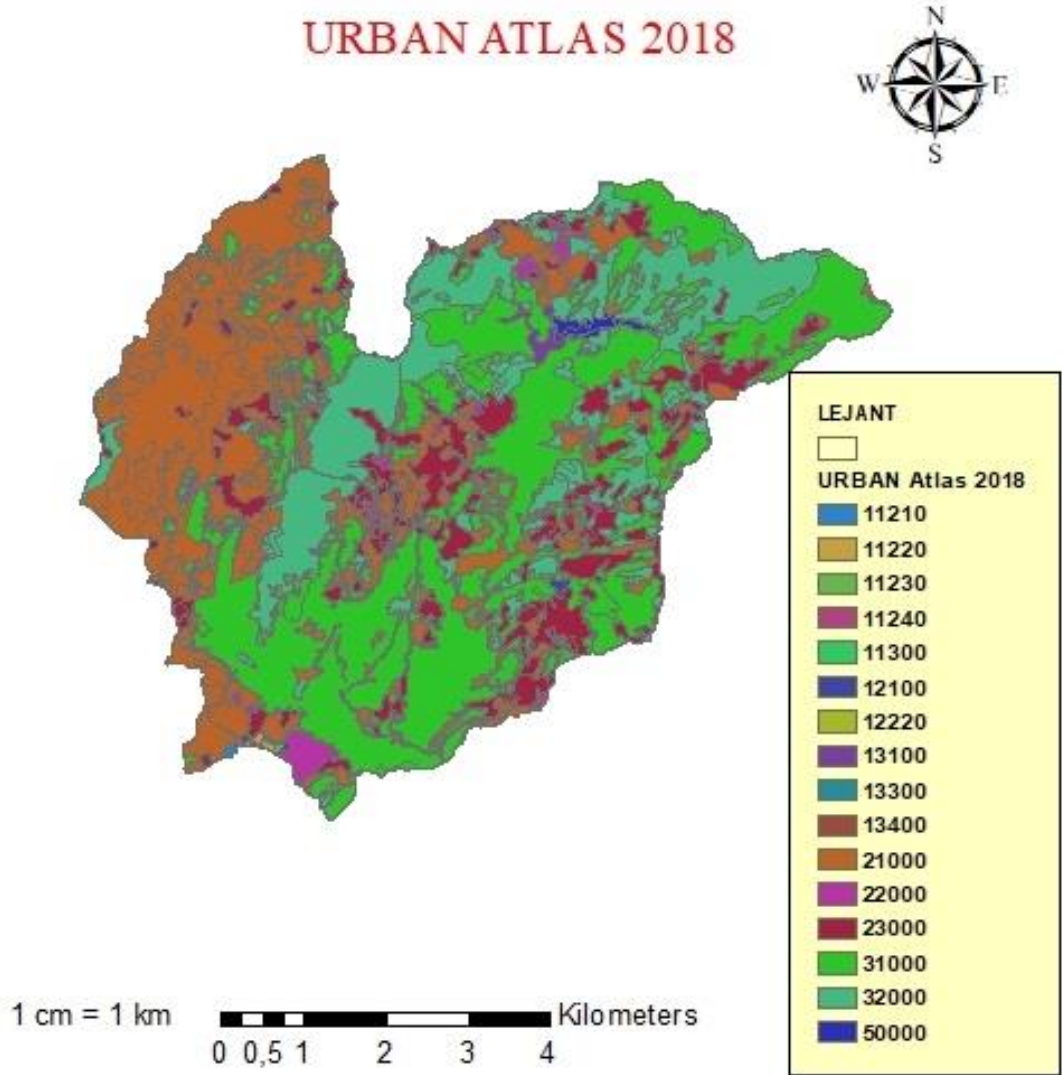 URBAN ATLAS 2018
N
W E
S
LEJANT
URBAN Atlas 2018
11210
11220
11230
11240
11300
12100
12220
13100
13300
13400
21000
22000
23000
31000
32000
50000
1 cm = 1 km
Kilometers
0 0,5 1 2 3 4